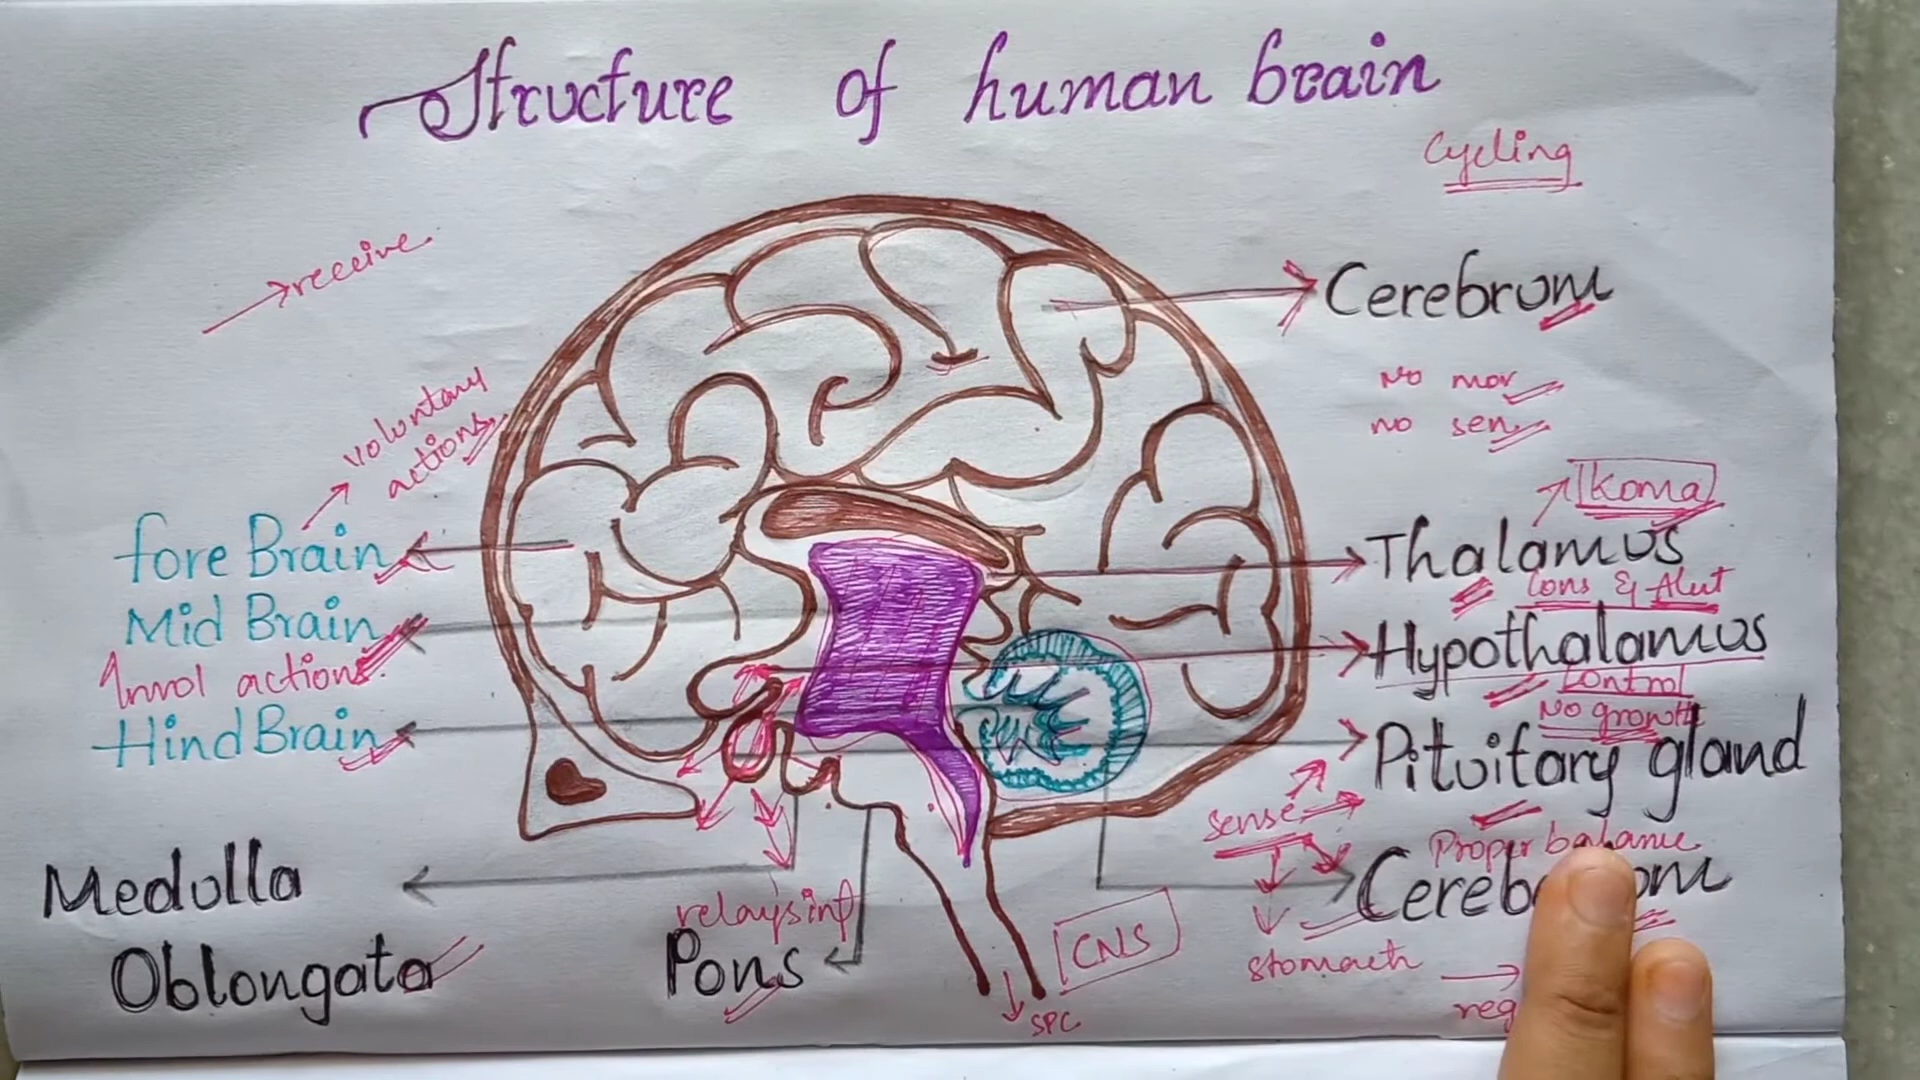 Structure of human brain
Cycling
receive
Cerebrum
No mov
no sen
voluntary
actions
Koma
fore Brain
Thalamus
Cons & Alert
Mid Brain
Hypothalamus
Invol actions
Control
No growth
Hind Brain
Pituitary gland
sense
Proper balance
Medulla
Oblongata
relays inf
Pons
CNS
stomach
SPC